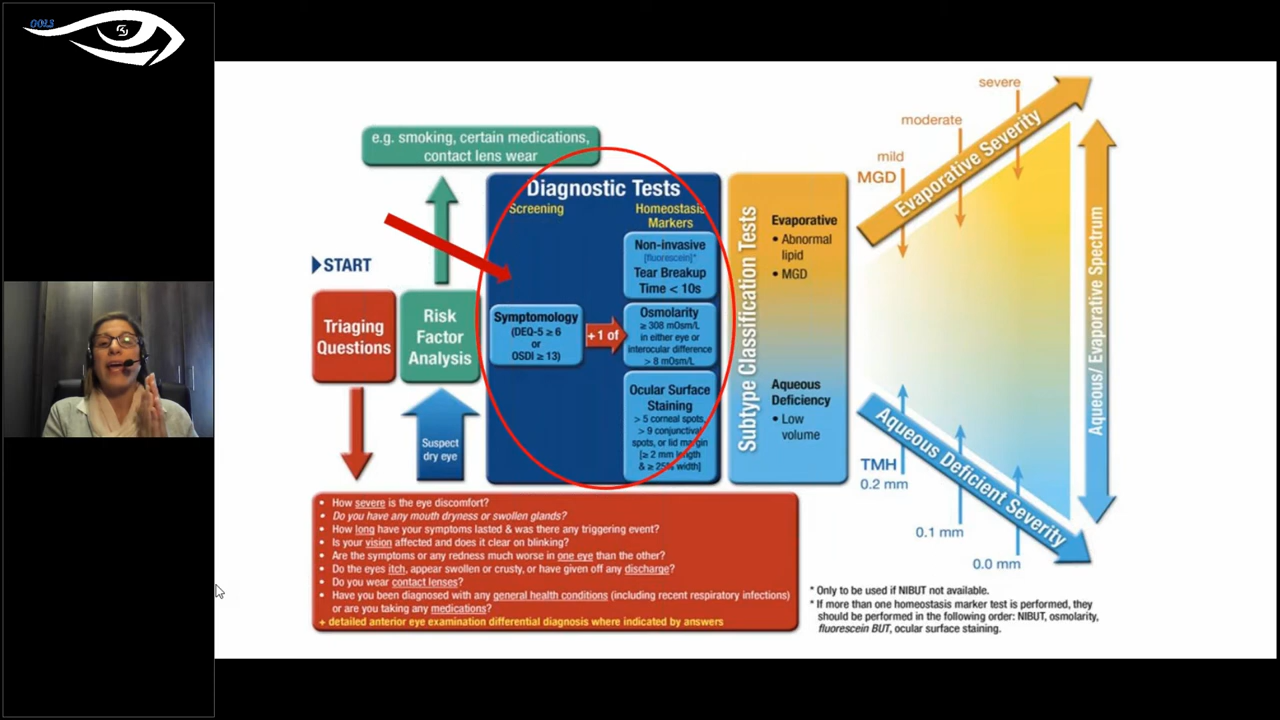 OOLS
e.g. smoking, certain medications,
contact lens wear
START
Triaging
Questions
Risk
Factor
Analysis
Suspect
dry eye
Diagnostic Tests
Screening
Homeostasis
Markers
Symptomology
(DEQ-5 ≥ 6
or
OSDI ≥ 13)
+1 of
Non-invasive
[fluorescein]*
Tear Breakup
Time < 10s
Osmolarity
≥ 308 mOsm/L
in either eye or
interocular difference
> 8 mOsm/L
Ocular Surface
Staining
> 5 corneal spots,
> 9 conjunctival
spots, or lid margin
[≥ 2 mm length
& ≥ 25% width]
Subtype Classification Tests
Evaporative
• Abnormal
lipid
• MGD
Aqueous
Deficiency
• Low
volume
severe
moderate
mild
MGD
Evaporative Severity
Aqueous/ Evaporative Spectrum
Aqueous Deficient Severity
TMH
0.2 mm
0.1 mm
0.0 mm
• How severe is the eye discomfort?
• Do you have any mouth dryness or swollen glands?
• How long have your symptoms lasted & was there any triggering event?
• Is your vision affected and does it clear on blinking?
• Are the symptoms or any redness much worse in one eye than the other?
• Do the eyes itch, appear swollen or crusty, or have given off any discharge?
• Do you wear contact lenses?
• Have you been diagnosed with any general health conditions (including recent respiratory infections)
or are you taking any medications?
+ detailed anterior eye examination differential diagnosis where indicated by answers
* Only to be used if NIBUT not available.
* If more than one homeostasis marker test is performed, they
should be performed in the following order: NIBUT, osmolarity,
fluorescein BUT, ocular surface staining.